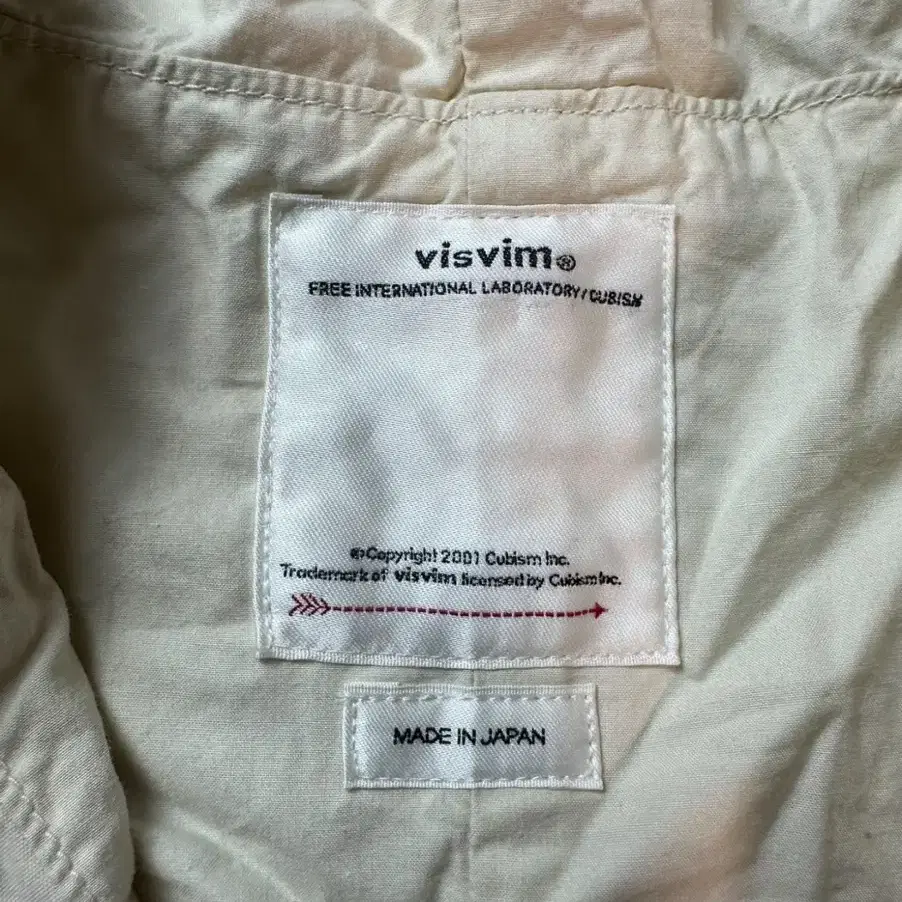 visvim®
FREE INTERNATIONAL LABORATORY/CUBISM
©Copyright 2001 Cubism Inc.
Trademark of visvim licensed by Cubism Inc.
MADE IN JAPAN